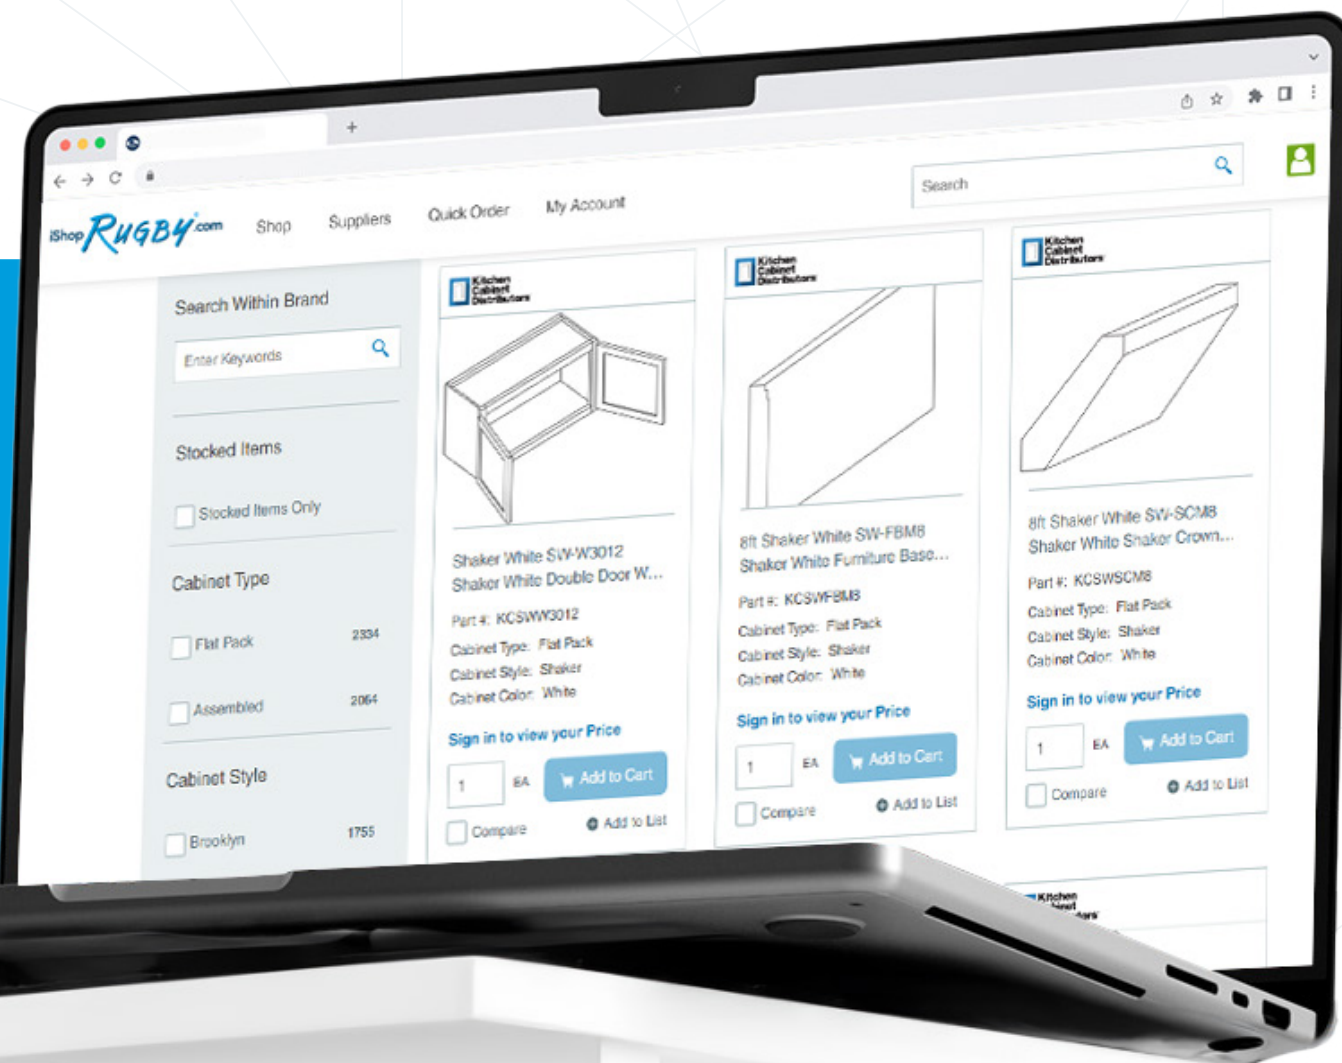 iShop RUGBY.com
Shop
Suppliers
Quick Order
My Account
Search
Search Within Brand
Enter Keywords
Stocked Items
Stocked Items Only
Cabinet Type
Flat Pack 2334
Assembled 2064
Cabinet Style
Brooklyn 1755
Kitchen
Cabinet
Distributors
Shaker White SW-W3012
Shaker White Double Door W...
Part #: KCSWW3012
Cabinet Type: Flat Pack
Cabinet Style: Shaker
Cabinet Color: White
Sign in to view your Price
1 EA Add to Cart
Compare Add to List
Kitchen
Cabinet
Distributors
8ft Shaker White SW-FBM8
Shaker White Furniture Base...
Part #: KCSWFBM8
Cabinet Type: Flat Pack
Cabinet Style: Shaker
Cabinet Color: White
Sign in to view your Price
1 EA Add to Cart
Compare Add to List
Kitchen
Cabinet
Distributors
8ft Shaker White SW-SCM8
Shaker White Shaker Crown...
Part #: KCSWSCM8
Cabinet Type: Flat Pack
Cabinet Style: Shaker
Cabinet Color: White
Sign in to view your Price
1 EA Add to Cart
Compare Add to List
Kitchen